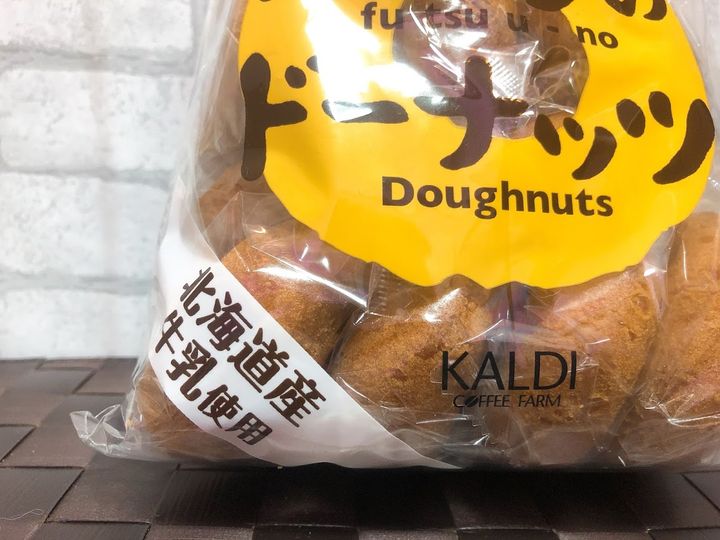 fu tsu u - no
ドーナッツ
Doughnuts
北海道産
牛乳使用
KALDI
COFFEE FARM